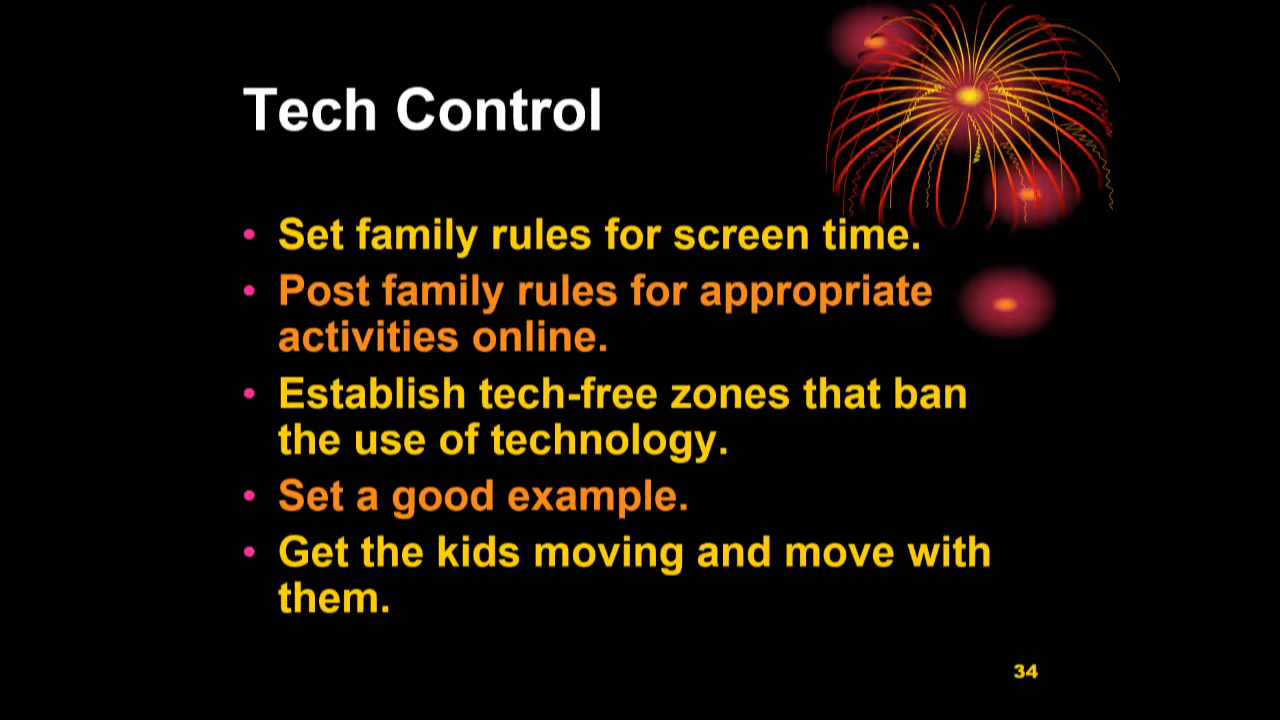 Tech Control
• Set family rules for screen time.
• Post family rules for appropriate
activities online.
• Establish tech-free zones that ban
the use of technology.
• Set a good example.
• Get the kids moving and move with
them.
34